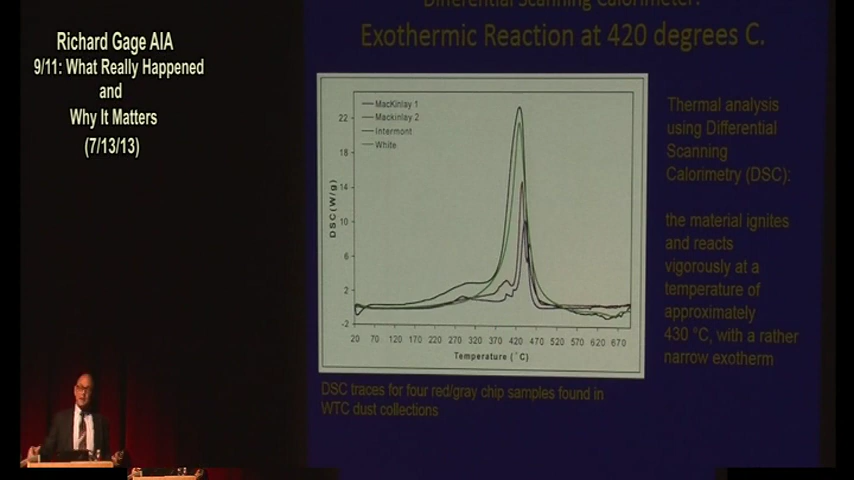 Richard Gage AIA
9/11: What Really Happened
and
Why It Matters
(7/13/13)
Differential Scanning Calorimeter:
Exothermic Reaction at 420 degrees C.
MacKinlay 1
Mackinlay 2
Intermont
White
22
18
14
10
6
2
-2
DSC(W/g)
20 70 120 170 220 270 320 370 420 470 520 570 620 670
Temperature (˚C)
Thermal analysis
using Differential
Scanning
Calorimetry (DSC):
the material ignites
and reacts
vigorously at a
temperature of
approximately
430 °C, with a rather
narrow exotherm
DSC traces for four red/gray chip samples found in
WTC dust collections